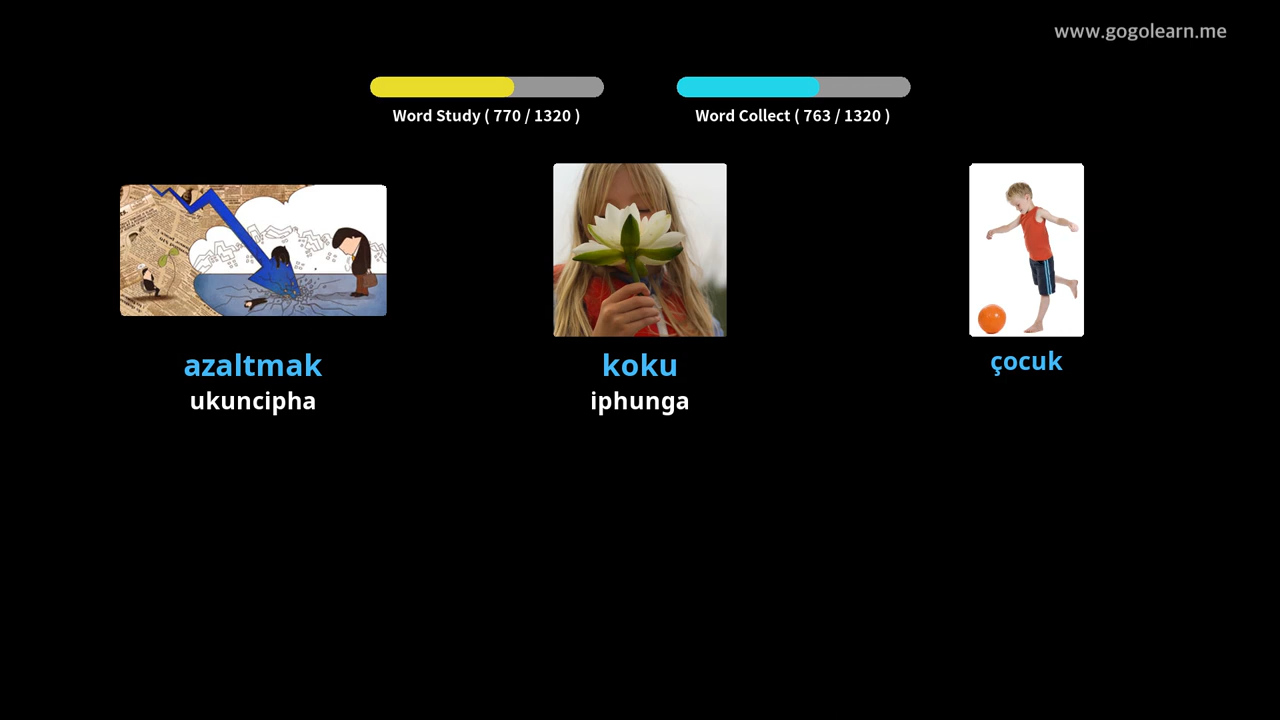 www.gogolearn.me
Word Study ( 770 / 1320 )
Word Collect ( 763 / 1320 )
azaltmak
ukuncipha
koku
iphunga
çocuk